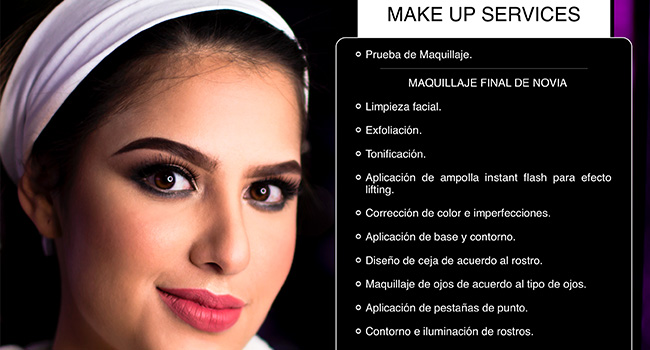 MAKE UP SERVICES
Prueba de Maquillaje.
MAQUILLAJE FINAL DE NOVIA
Limpieza facial.
Exfoliación.
Tonificación.
Aplicación de ampolla instant flash para efecto
lifting.
Corrección de color e imperfecciones.
Aplicación de base y contorno.
Diseño de ceja de acuerdo al rostro.
Maquillaje de ojos de acuerdo al tipo de ojos.
Aplicación de pestañas de punto.
Contorno e iluminación de rostros.